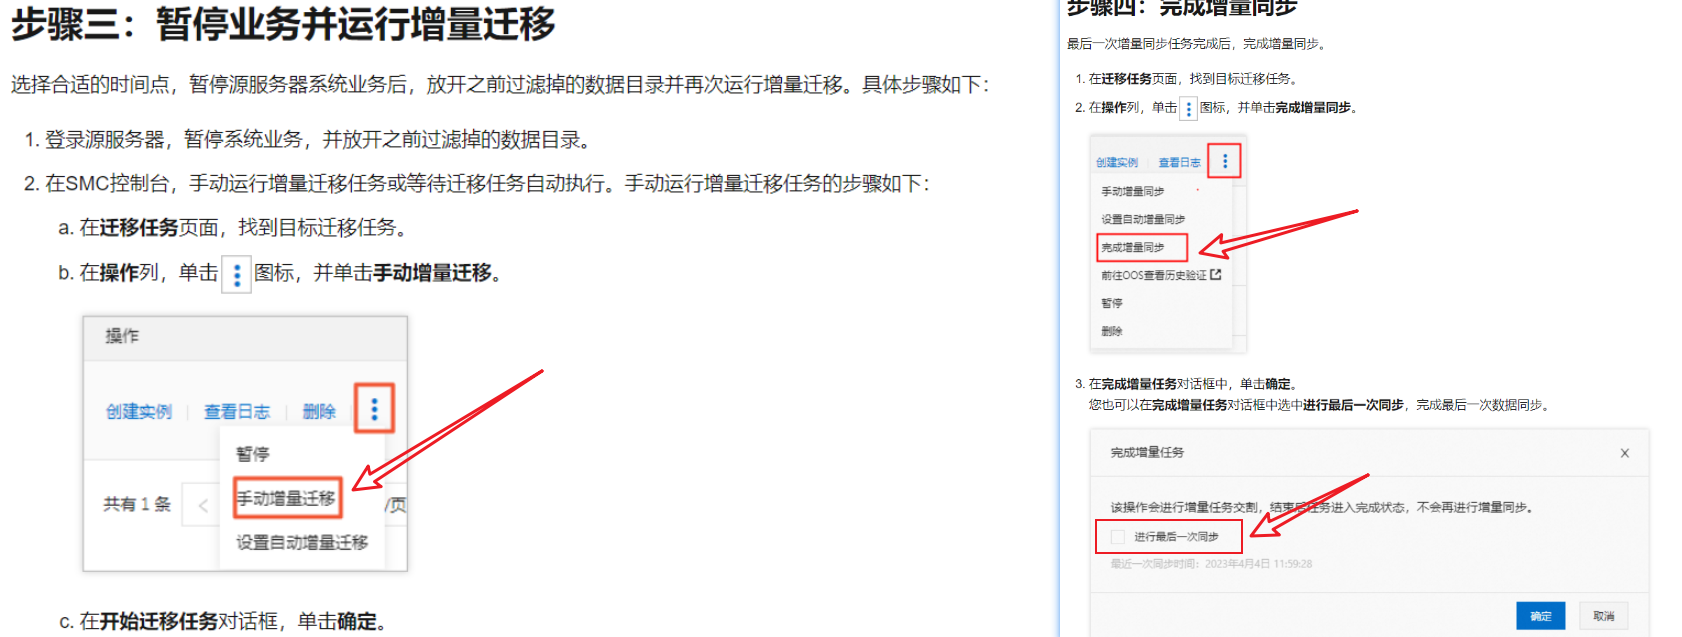 步骤三：暂停业务并运行增量迁移
选择合适的时间点，暂停源服务器系统业务后，放开之前过滤掉的数据目录并再次运行增量迁移。具体步骤如下：
1. 登录源服务器，暂停系统业务，并放开之前过滤掉的数据目录。
2. 在SMC控制台，手动运行增量迁移任务或等待迁移任务自动执行。手动运行增量迁移任务的步骤如下：
a. 在迁移任务页面，找到目标迁移任务。
b. 在操作列，单击 图标，并单击手动增量迁移。
操作
创建实例 查看日志 删除
暂停
共有 1 条 < 手动增量迁移 /页
设置自动增量迁移
c. 在开始迁移任务对话框，单击确定。
步骤四：完成增量同步
最后一次增量同步任务完成后，完成增量同步。
1. 在迁移任务页面，找到目标迁移任务。
2. 在操作列，单击 图标，并单击完成增量同步。
创建实例 查看日志
手动增量同步
设置自动增量同步
完成增量同步
前往OOS查看历史验证
暂停
删除
3. 在完成增量任务对话框中，单击确定。
您也可以在完成增量任务对话框中选中进行最后一次同步，完成最后一次数据同步。
完成增量任务 X
该操作会进行增量任务交割，结束后任务进入完成状态，不会再进行增量同步。
进行最后一次同步
最近一次同步时间：2023年4月4日 11:59:28
确定 取消